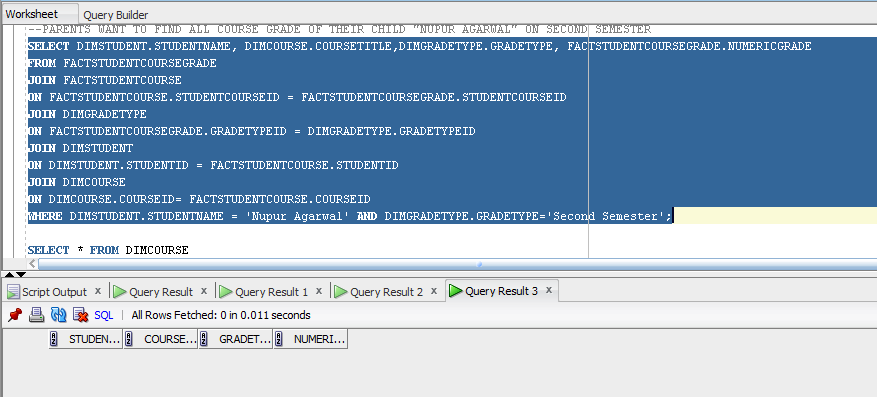 Worksheet Query Builder
--PARENTS WANT TO FIND ALL COURSE GRADE OF THEIR CHILD "NUPUR AGARWAL" ON SECOND SEMESTER
SELECT DIMSTUDENT.STUDENTNAME, DIMCOURSE.COURSETITLE,DIMGRADETYPE.GRADETYPE, FACTSTUDENTCOURSEGRADE.NUMERICGRADE
FROM FACTSTUDENTCOURSEGRADE
JOIN FACTSTUDENTCOURSE
ON FACTSTUDENTCOURSE.STUDENTCOURSEID = FACTSTUDENTCOURSEGRADE.STUDENTCOURSEID
JOIN DIMGRADETYPE
ON FACTSTUDENTCOURSEGRADE.GRADETYPEID = DIMGRADETYPE.GRADETYPEID
JOIN DIMSTUDENT
ON DIMSTUDENT.STUDENTID = FACTSTUDENTCOURSE.STUDENTID
JOIN DIMCOURSE
ON DIMCOURSE.COURSEID= FACTSTUDENTCOURSE.COURSEID
WHERE DIMSTUDENT.STUDENTNAME = 'Nupur Agarwal' AND DIMGRADETYPE.GRADETYPE='Second Semester';
SELECT * FROM DIMCOURSE
Script Output x Query Result x Query Result 1 x Query Result 2 x Query Result 3 x
SQL | All Rows Fetched: 0 in 0.011 seconds
STUDEN... COURSE... GRADET... NUMERI...